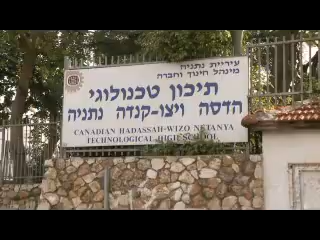 עיריית נתניה
מינהל חינוך וחברה
תיכון טכנולוגי
הדסה ויצו-קנדה נתניה
CANADIAN HADASSAH-WIZO NETANYA
TECHNOLOGICAL HIGH SCHOOL